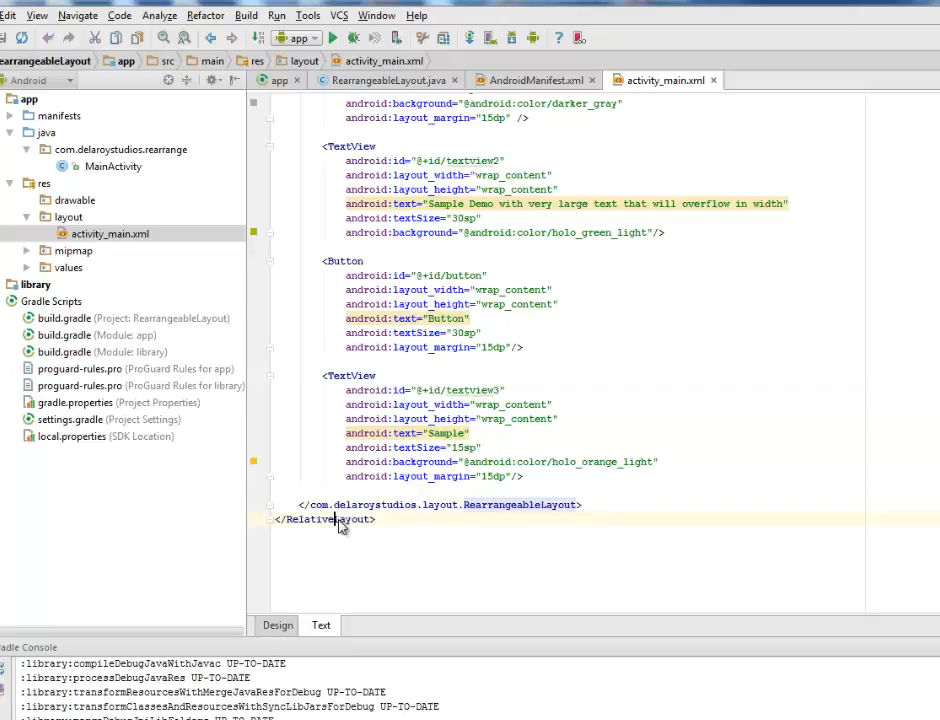 Edit View Navigate Code Analyze Refactor Build Run Tools VCS Window Help
app
earrangeableLayout app src main res layout activity_main.xml
Android
app RearrangeableLayout.java AndroidManifest.xml activity_main.xml
app
manifests
java
com.delaroystudios.rearrange
MainActivity
res
drawable
layout
activity_main.xml
mipmap
values
library
Gradle Scripts
build.gradle (Project: RearrangeableLayout)
build.gradle (Module: app)
build.gradle (Module: library)
proguard-rules.pro (ProGuard Rules for app)
proguard-rules.pro (ProGuard Rules for library)
gradle.properties (Project Properties)
settings.gradle (Project Settings)
local.properties (SDK Location)
android:background="@android:color/darker_gray"
android:layout_margin="15dp" />
<TextView
android:id="@+id/textview2"
android:layout_width="wrap_content"
android:layout_height="wrap_content"
android:text="Sample Demo with very large text that will overflow in width"
android:textSize="30sp"
android:background="@android:color/holo_green_light"/>
<Button
android:id="@+id/button"
android:layout_width="wrap_content"
android:layout_height="wrap_content"
android:text="Button"
android:textSize="30sp"
android:layout_margin="15dp"/>
<TextView
android:id="@+id/textview3"
android:layout_width="wrap_content"
android:layout_height="wrap_content"
android:text="Sample"
android:textSize="15sp"
android:background="@android:color/holo_orange_light"
android:layout_margin="15dp"/>
</com.delaroystudios.layout.RearrangeableLayout>
</RelativeLayout>
Design Text
adle Console
:library:compileDebugJavaWithJavac UP-TO-DATE
:library:processDebugJavaRes UP-TO-DATE
:library:transformResourcesWithMergeJavaResForDebug UP-TO-DATE
:library:transformClassesAndResourcesWithSyncLibJarsForDebug UP-TO-DATE